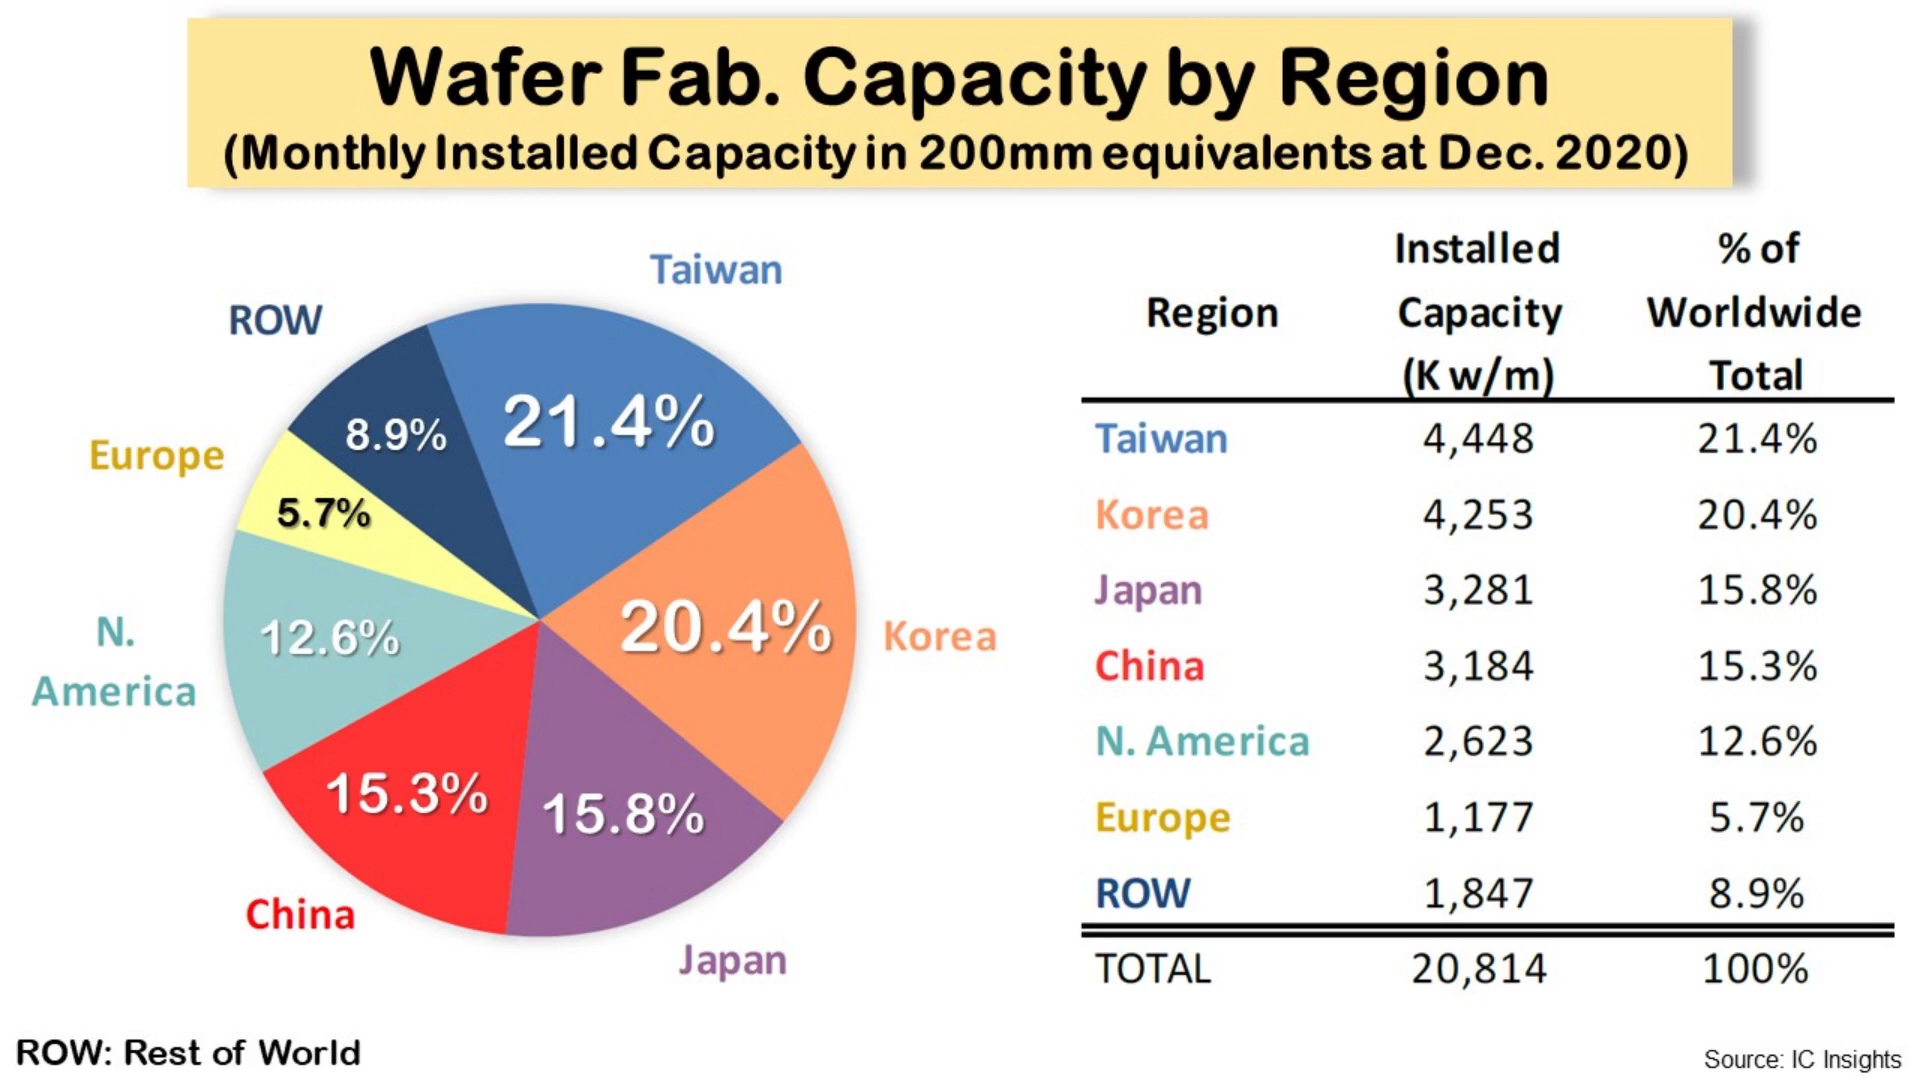 Wafer Fab. Capacity by Region
(Monthly Installed Capacity in 200mm equivalents at Dec. 2020)
Taiwan
ROW
Europe
N.
America
China
Japan
Korea
21.4%
20.4%
15.8%
15.3%
12.6%
5.7%
8.9%
Region Installed Capacity (K w/m) % of Worldwide Total
Taiwan 4,448 21.4%
Korea 4,253 20.4%
Japan 3,281 15.8%
China 3,184 15.3%
N. America 2,623 12.6%
Europe 1,177 5.7%
ROW 1,847 8.9%
TOTAL 20,814 100%
ROW: Rest of World
Source: IC Insights